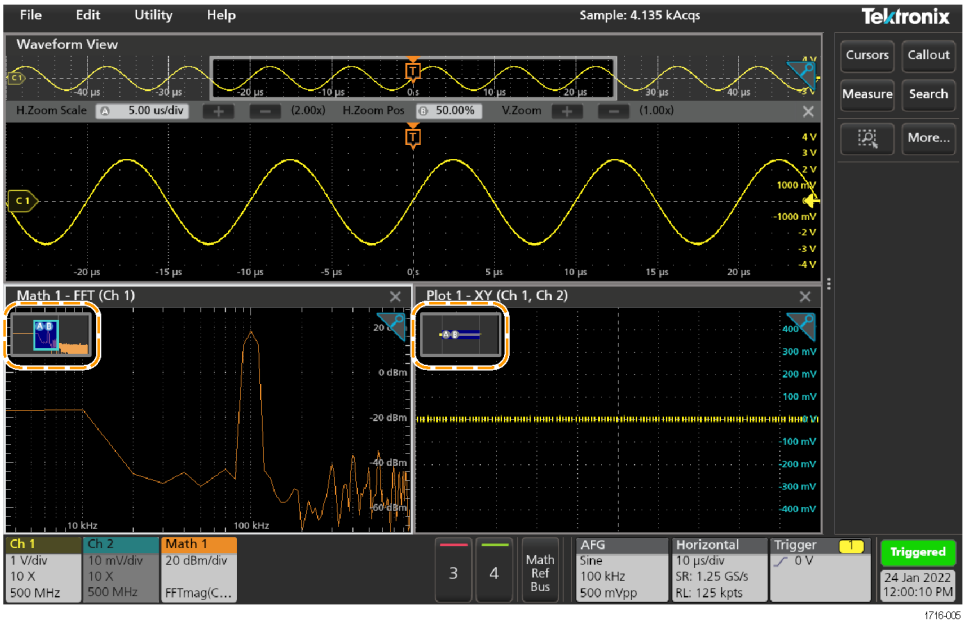 File Edit Utility Help Sample: 4.135 kAcqs Tektronix
Waveform View
Cursors Callout
Measure Search
More...
C1 T 4 V
-40 µs -30 µs -20 µs -10 µs 0 s 10 µs 20 µs 30 µs 40 µs -3 V
H.Zoom Scale A 5.00 us/div + - (2.00x) H.Zoom Pos B 50.00% V.Zoom + - (1.00x)
T
4 V
3 V
2 V
1000 mV
C 1
-1000 mV
-2 V
-3 V
-4 V
-20 µs -15 µs -10 µs -5 µs 0 s 5 µs 10 µs 15 µs 20 µs
Math 1 - FFT (Ch 1)
A B
20
0 dBm
-20 dBm
-40 dBm
-60 dBm
10 kHz 100 kHz
Plot 1 - XY (Ch 1, Ch 2)
A B
400
300 mV
200 mV
100 mV
0 V
-100 mV
-200 mV
-300 mV
-400 mV
Ch 1
1 V/div
10 X
500 MHz
Ch 2
10 mV/div
10 X
500 MHz
Math 1
20 dBm/div
FFTmag(C...
3
4
Math
Ref
Bus
AFG
Sine
100 kHz
500 mVpp
Horizontal
10 µs/div
SR: 1.25 GS/s
RL: 125 kpts
Trigger 1
0 V
Triggered
24 Jan 2022
12:00:10 PM
1716-005